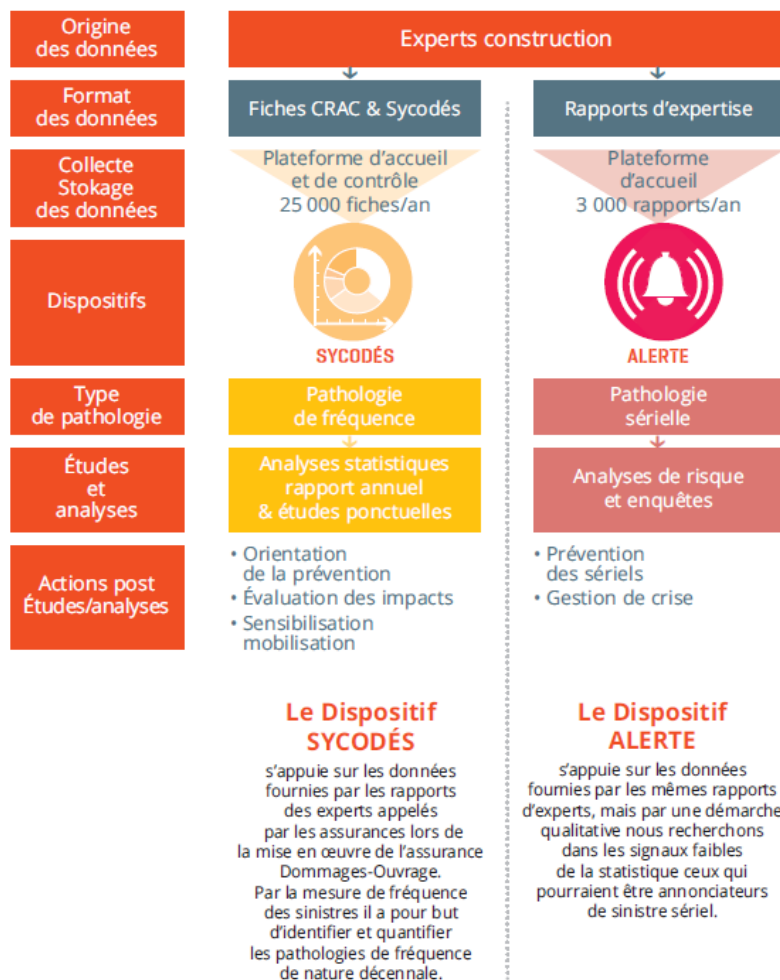 Origine
des données
Experts construction
Format
des données
Fiches CRAC & Sycodés
Rapports d'expertise
Collecte
Stokage
des données
Plateforme d'accueil
et de contrôle
25 000 fiches/an
Plateforme
d'accueil
3 000 rapports/an
Dispositifs
SYCODÉS
ALERTE
Type
de pathologie
Pathologie
de fréquence
Pathologie
sérielle
Études
et
analyses
Analyses statistiques
rapport annuel
& études ponctuelles
Analyses de risque
et enquêtes
Actions post
Études/analyses
• Orientation
de la prévention
• Évaluation des impacts
• Sensibilisation
mobilisation
• Prévention
des sériels
• Gestion de crise
Le Dispositif
SYCODÉS
s'appuie sur les données
fournies par les rapports
des experts appelés
par les assurances lors de
la mise en œuvre de l'assurance
Dommages-Ouvrage.
Par la mesure de fréquence
des sinistres il a pour but
d'identifier et quantifier
les pathologies de fréquence
de nature décennale.
Le Dispositif
ALERTE
s'appuie sur les données
fournies par les mêmes rapports
d'experts, mais par une démarche
qualitative nous recherchons
dans les signaux faibles
de la statistique ceux qui
pourraient être annonciateurs
de sinistre sériel.